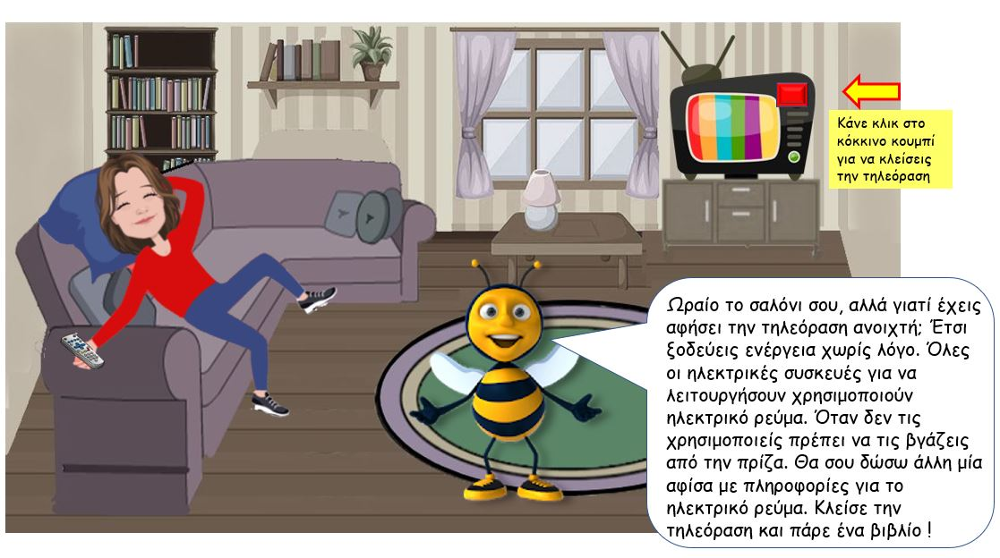 Κάνε κλικ στο
κόκκινο κουμπί
για να κλείσεις
την τηλεόραση
Ωραίο το σαλόνι σου, αλλά γιατί έχεις
αφήσει την τηλεόραση ανοιχτή; Έτσι
ξοδεύεις ενέργεια χωρίς λόγο. Όλες
οι ηλεκτρικές συσκευές για να
λειτουργήσουν χρησιμοποιούν
ηλεκτρικό ρεύμα. Όταν δεν τις
χρησιμοποιείς πρέπει να τις βγάζεις
από την πρίζα. Θα σου δώσω άλλη μία
αφίσα με πληροφορίες για το
ηλεκτρικό ρεύμα. Κλείσε την
τηλεόραση και πάρε ένα βιβλίο !